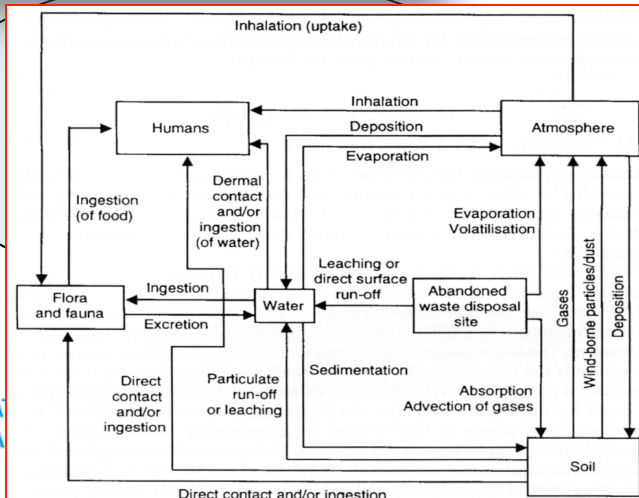 Inhalation (uptake)
Inhalation
Humans
Deposition
Atmosphere
Evaporation
Ingestion
(of food)
Dermal
contact
and/or
ingestion
(of water)
Evaporation
Volatilisation
Leaching or
direct surface
run-off
Flora
and fauna
Ingestion
Excretion
Water
Abandoned
waste disposal
site
Gases
Wind-borne particles/dust
Deposition
Direct
contact
and/or
ingestion
Particulate
run-off
or leaching
Sedimentation
Absorption
Advection of gases
Soil
Direct contact and/or ingestion